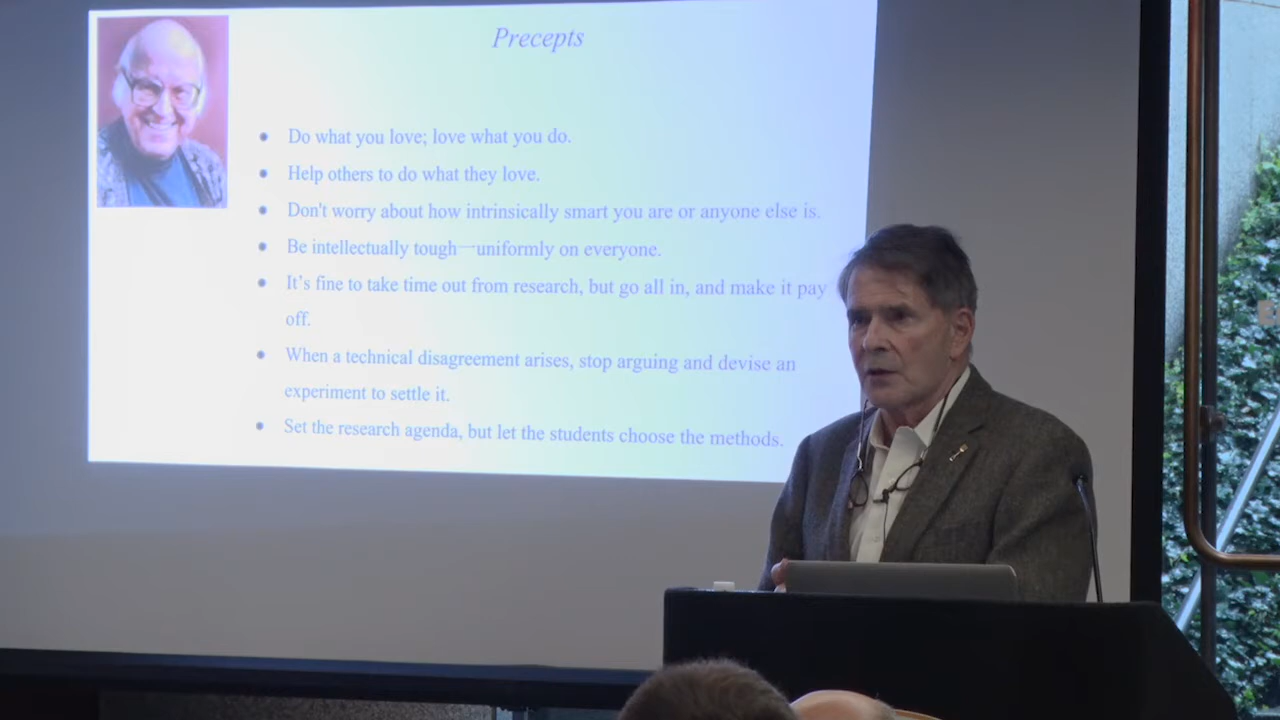 Precepts
Do what you love; love what you do.
Help others to do what they love.
Don't worry about how intrinsically smart you are or anyone else is.
Be intellectually tough—uniformly on everyone.
It's fine to take time out from research, but go all in, and make it pay
off.
When a technical disagreement arises, stop arguing and devise an
experiment to settle it.
Set the research agenda, but let the students choose the methods.